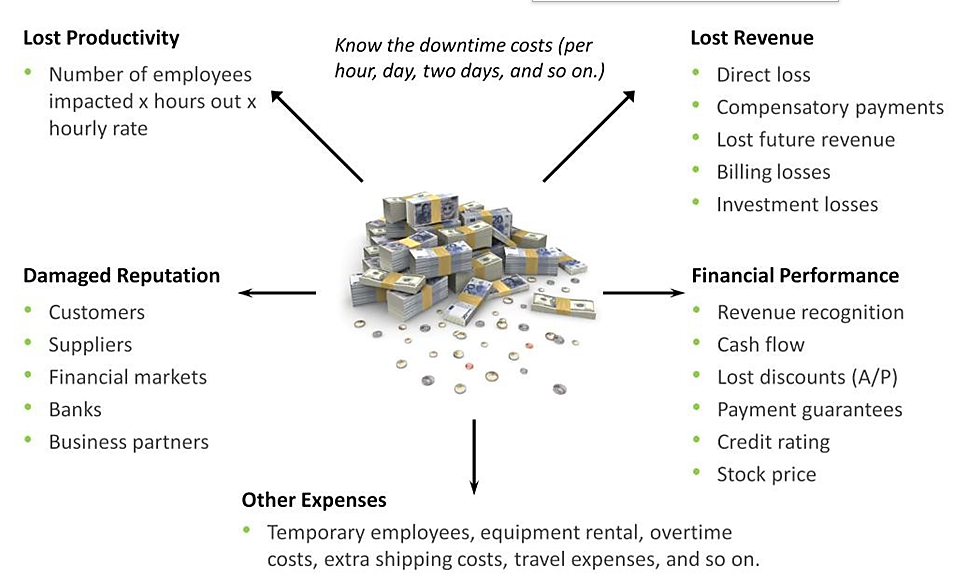 Lost Productivity
• Number of employees
impacted x hours out x
hourly rate
Know the downtime costs (per
hour, day, two days, and so on.)
Lost Revenue
• Direct loss
• Compensatory payments
• Lost future revenue
• Billing losses
• Investment losses
Damaged Reputation
• Customers
• Suppliers
• Financial markets
• Banks
• Business partners
Financial Performance
• Revenue recognition
• Cash flow
• Lost discounts (A/P)
• Payment guarantees
• Credit rating
• Stock price
Other Expenses
• Temporary employees, equipment rental, overtime
costs, extra shipping costs, travel expenses, and so on.